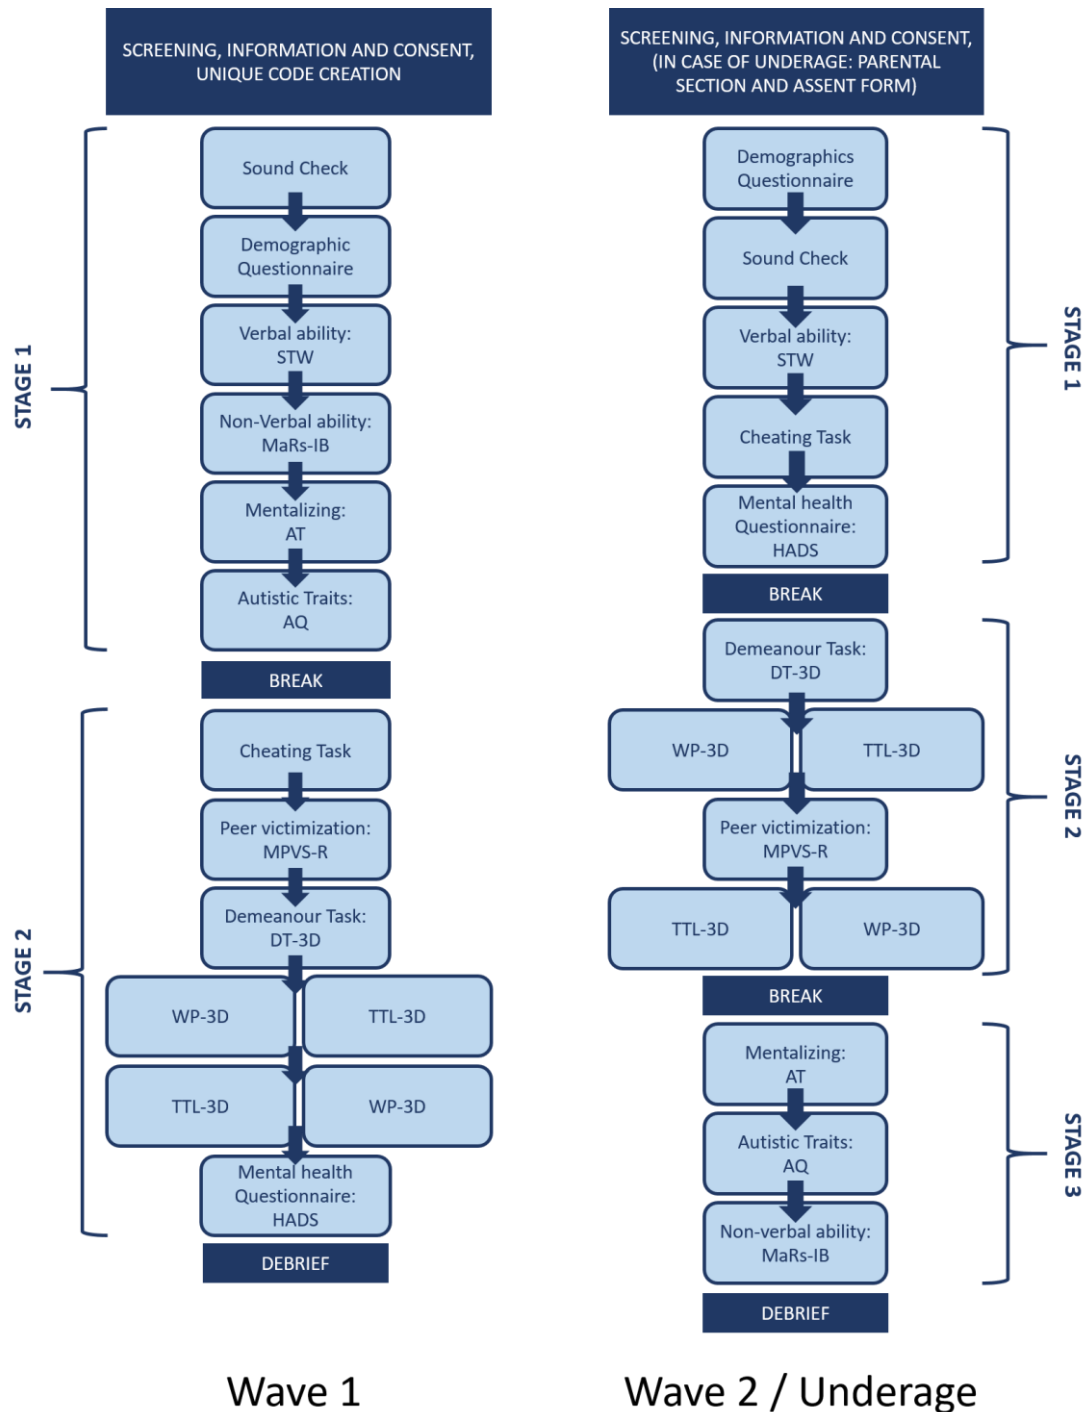 SCREENING, INFORMATION AND CONSENT,
UNIQUE CODE CREATION
STAGE 1
Sound Check
Demographic
Questionnaire
Verbal ability:
STW
Non-Verbal ability:
MaRs-IB
Mentalizing:
AT
Autistic Traits:
AQ
BREAK
STAGE 2
Cheating Task
Peer victimization:
MPVS-R
Demeanour Task:
DT-3D
WP-3D
TTL-3D
TTL-3D
WP-3D
Mental health
Questionnaire:
HADS
DEBRIEF
Wave 1
SCREENING, INFORMATION AND CONSENT,
(IN CASE OF UNDERAGE: PARENTAL
SECTION AND ASSENT FORM)
Demographics
Questionnaire
Sound Check
Verbal ability:
STW
Cheating Task
Mental health
Questionnaire:
HADS
STAGE 1
BREAK
Demeanour Task:
DT-3D
WP-3D
TTL-3D
Peer victimization:
MPVS-R
TTL-3D
WP-3D
STAGE 2
BREAK
Mentalizing:
AT
Autistic Traits:
AQ
Non-verbal ability:
MaRs-IB
STAGE 3
DEBRIEF
Wave 2 / Underage